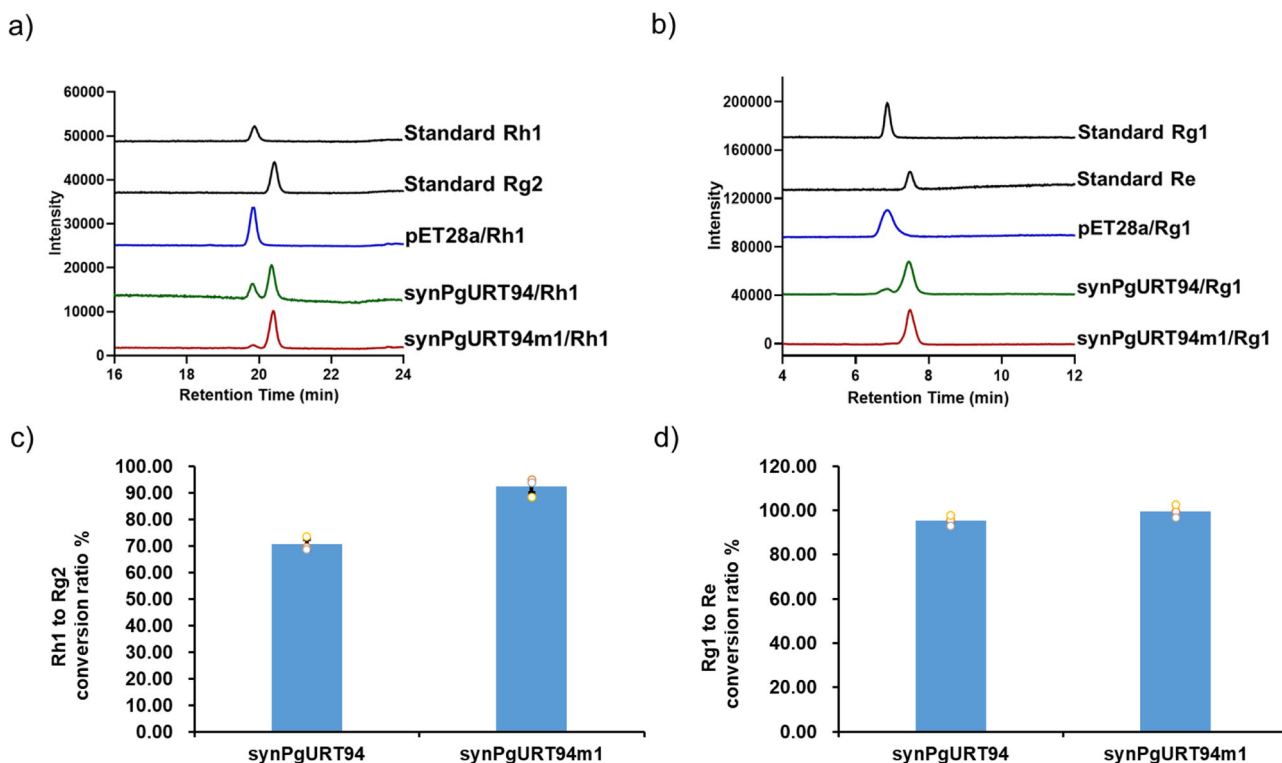 a)
60000
50000
40000
30000
20000
10000
0
Intensity
Standard Rh1
Standard Rg2
pET28a/Rh1
synPgURT94/Rh1
synPgURT94m1/Rh1
16 18 20 22 24
Retention Time (min)
b)
200000
160000
120000
80000
40000
0
Intensity
Standard Rg1
Standard Re
pET28a/Rg1
synPgURT94/Rg1
synPgURT94m1/Rg1
4 6 8 10 12
Retention Time (min)
c)
100.00
90.00
80.00
70.00
60.00
50.00
40.00
30.00
20.00
10.00
0.00
Rh1 to Rg2
conversion ratio %
synPgURT94 synPgURT94m1
d)
120.00
100.00
80.00
60.00
40.00
20.00
0.00
Rg1 to Re
conversion ratio %
synPgURT94 synPgURT94m1